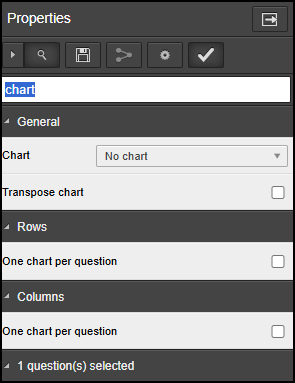 Properties
chart
General
Chart No chart
Transpose chart
Rows
One chart per question
Columns
One chart per question
1 question(s) selected